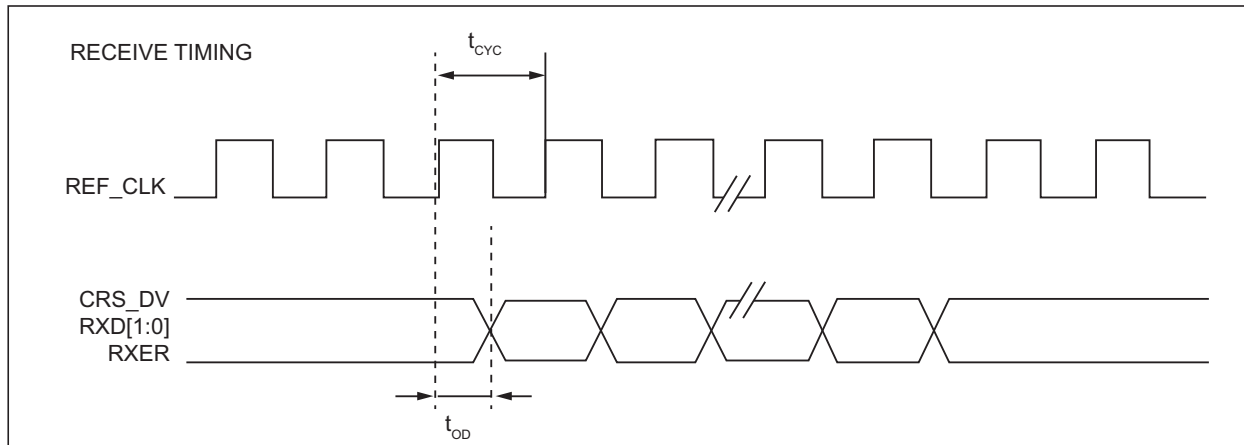 RECEIVE TIMING
tCYC
REF_CLK
CRS_DV
RXD[1:0]
RXER
tOD